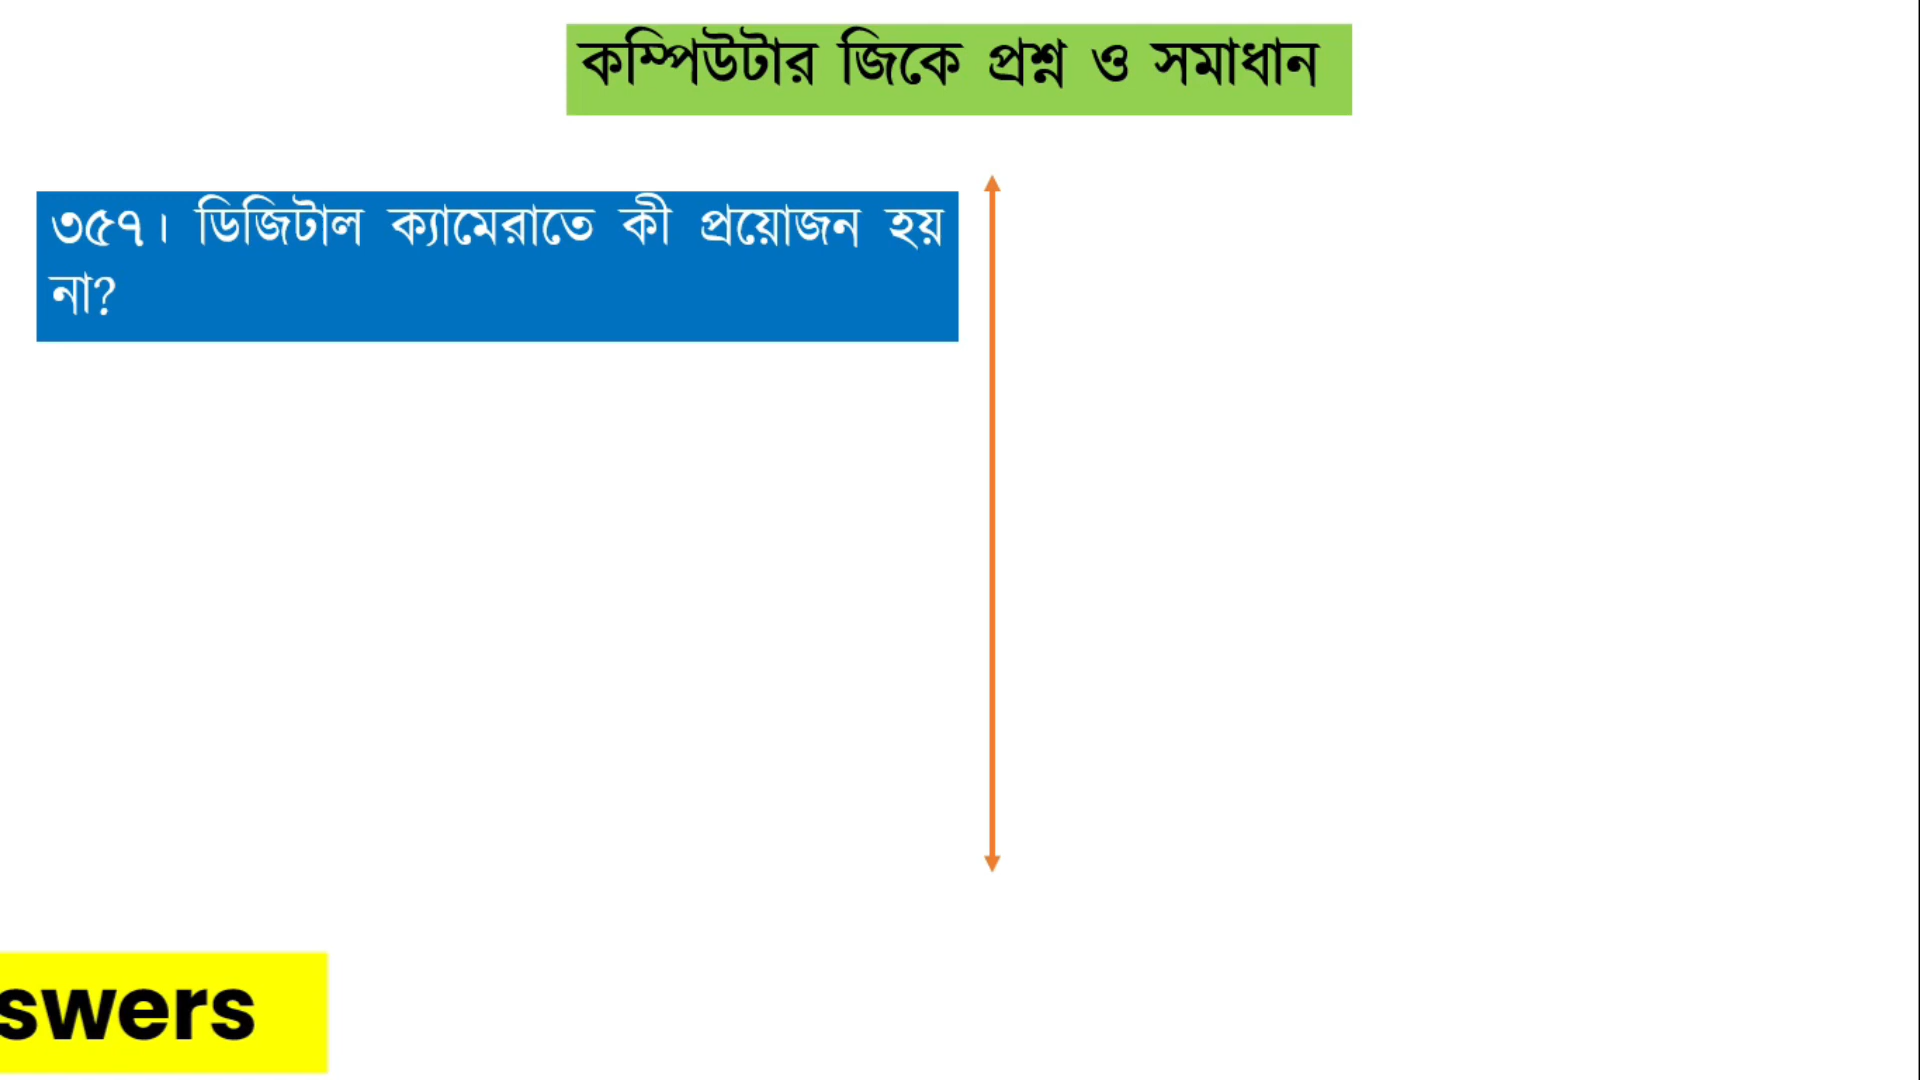 কম্পিউটার জিকে প্রশ্ন ও সমাধান
৩৫৭। ডিজিটাল ক্যামেরাতে কী প্রয়োজন হয়
না?
swers